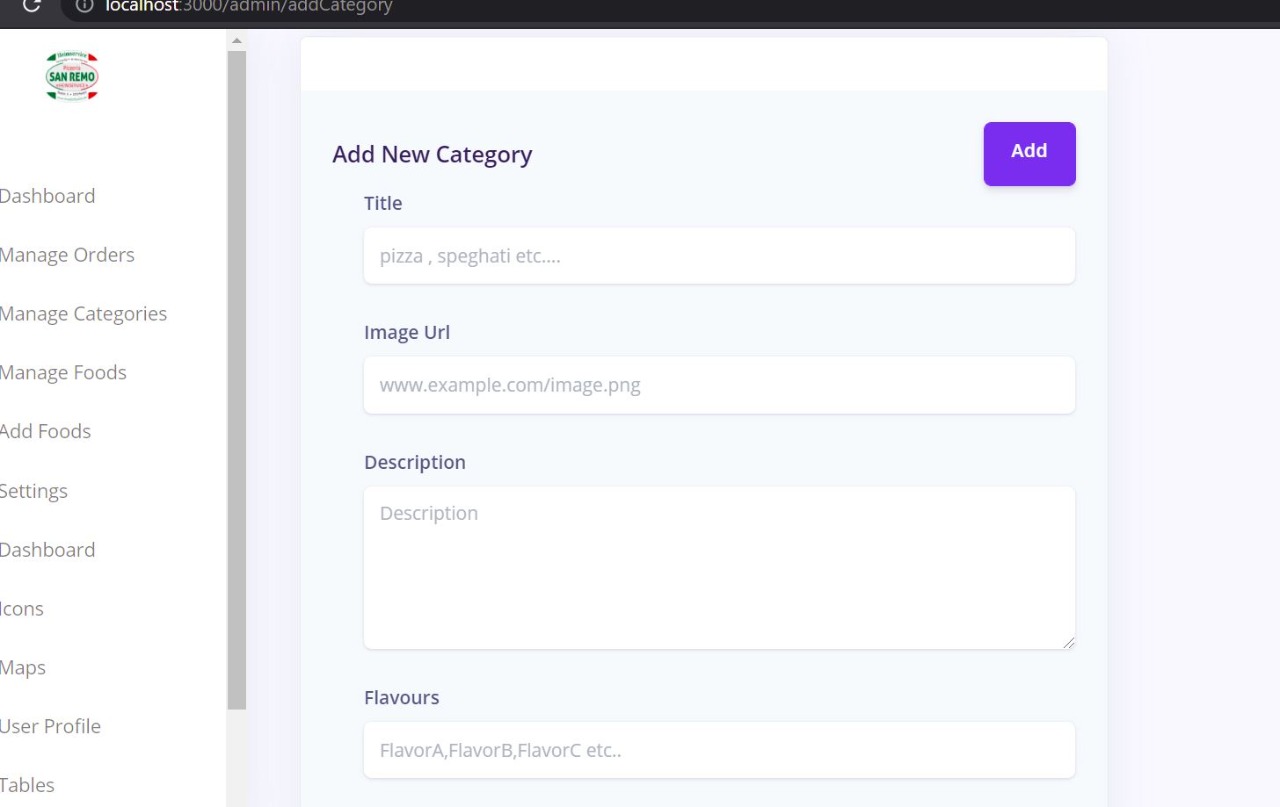 localhost:3000/admin/addCategory
SAN REMO
Dashboard
Manage Orders
Manage Categories
Manage Foods
Add Foods
Settings
Dashboard
Icons
Maps
User Profile
Tables
Add New Category
Add
Title
pizza , speghati etc....
Image Url
www.example.com/image.png
Description
Description
Flavours
FlavorA,FlavorB,FlavorC etc..